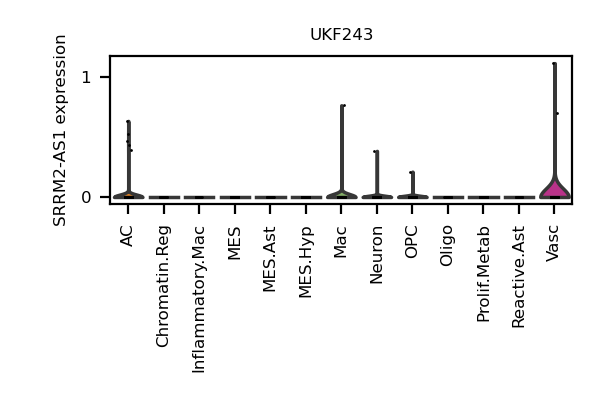 UKF243
SRRM2-AS1 expression
1
0
AC
Chromatin.Reg
Inflammatory.Mac
MES
MES.Ast
MES.Hyp
Mac
Neuron
OPC
Oligo
Prolif.Metab
Reactive.Ast
Vasc